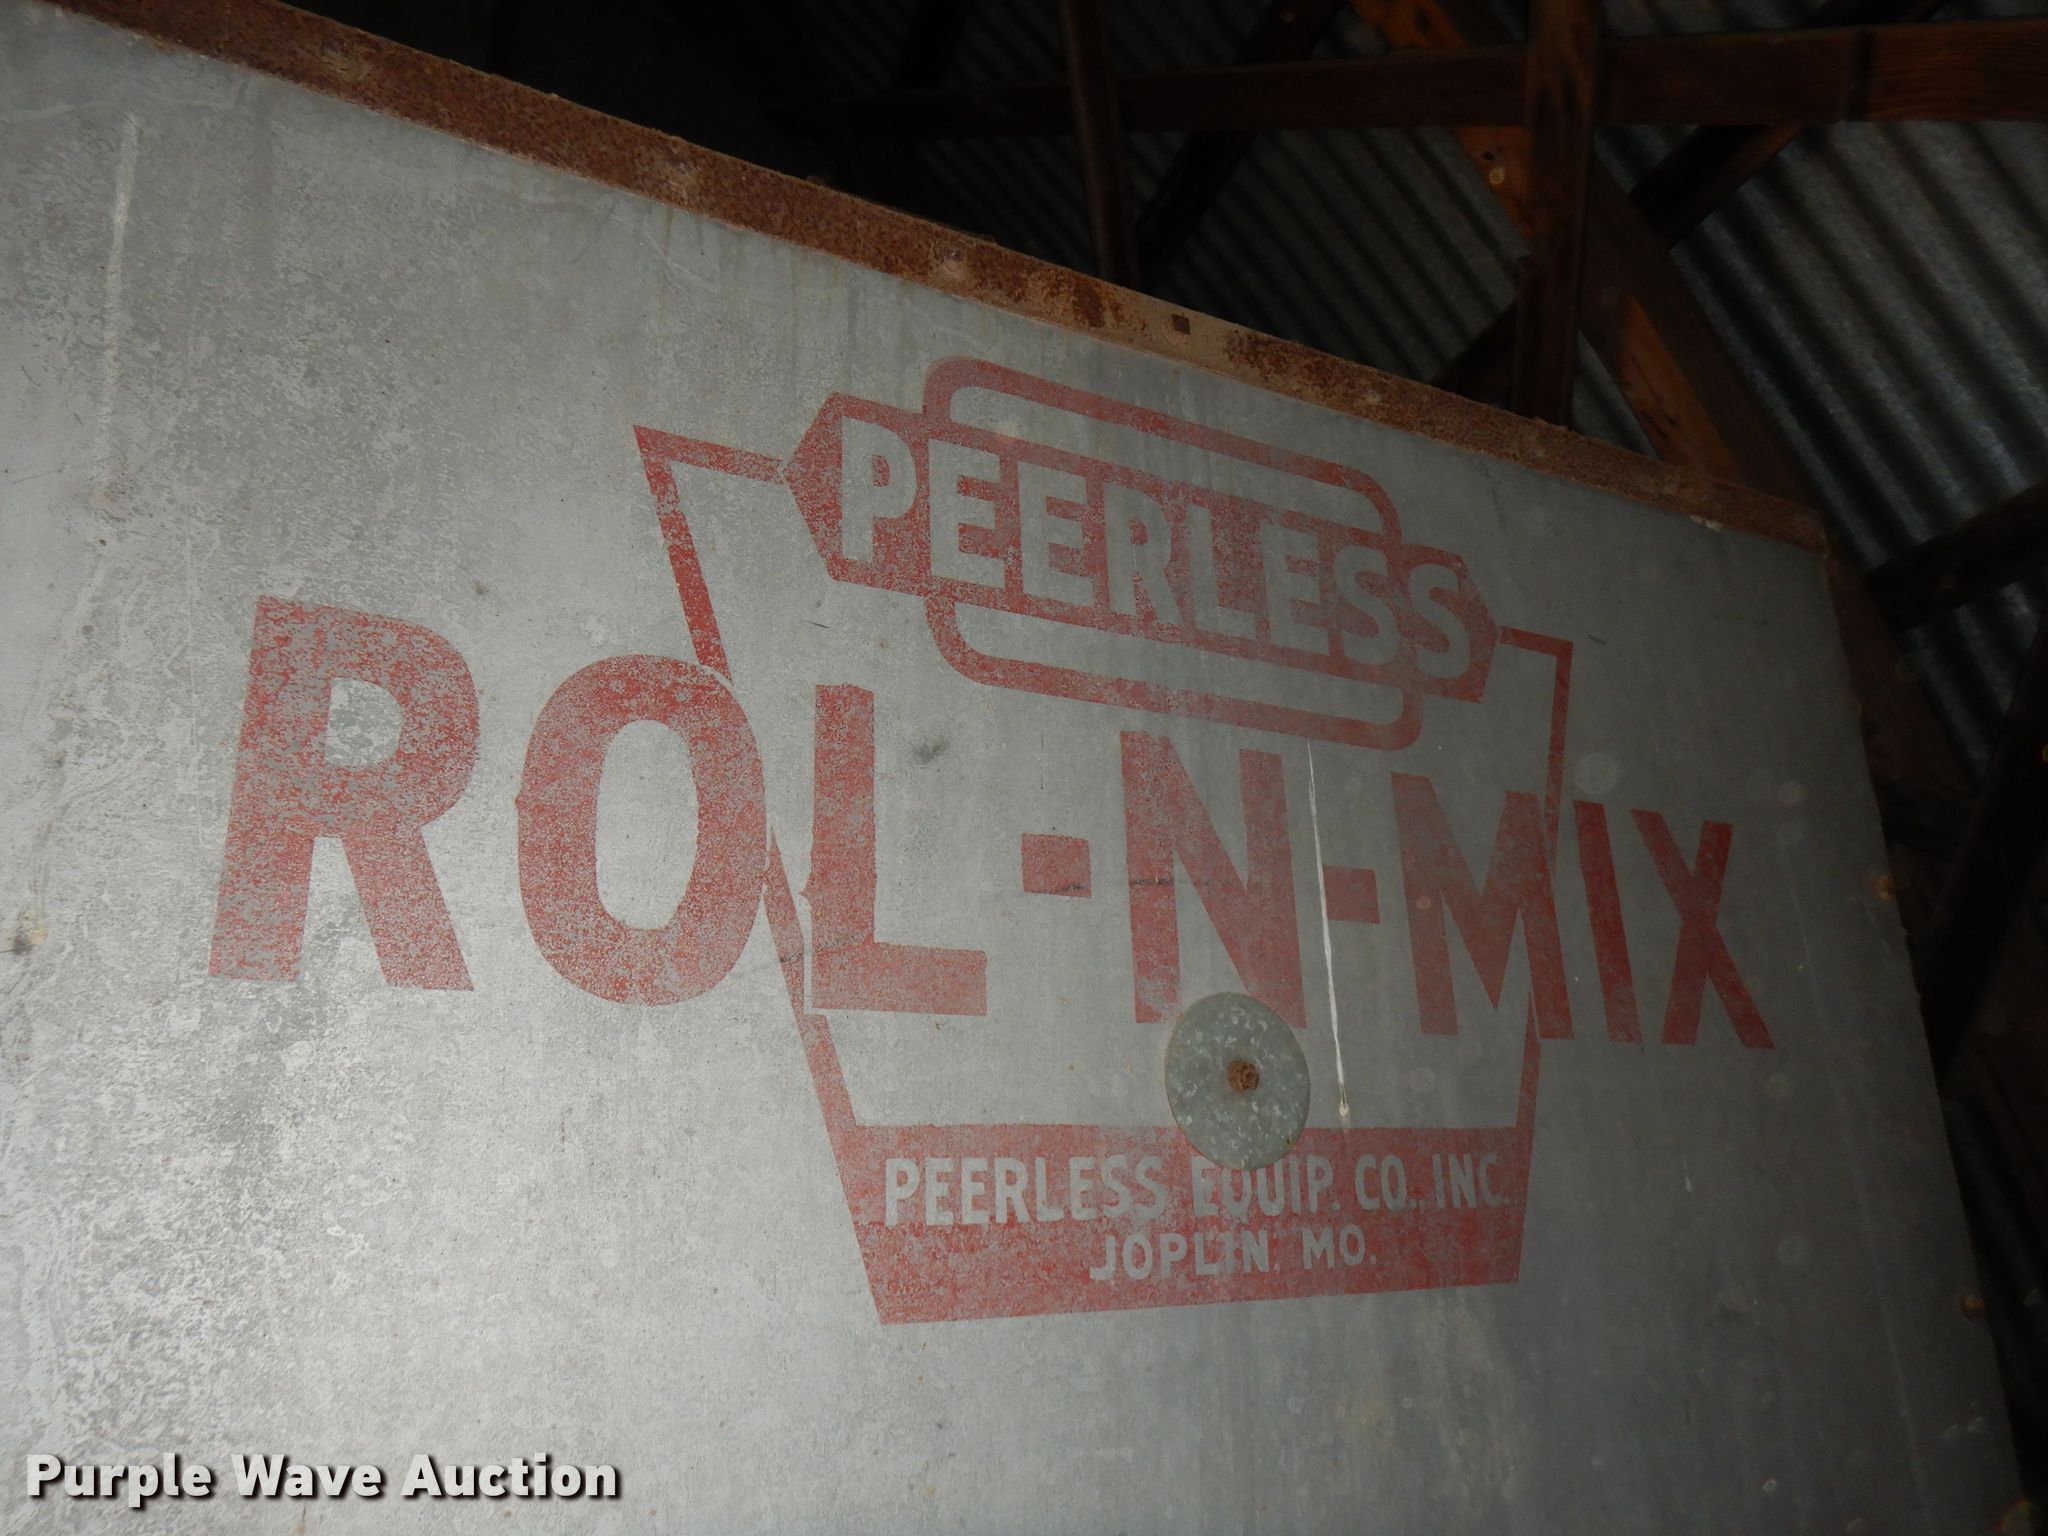 PEERLESS
ROL-N-MIX
PEERLESS EQUIP. CO., INC.
JOPLIN, MO.
Purple Wave Auction